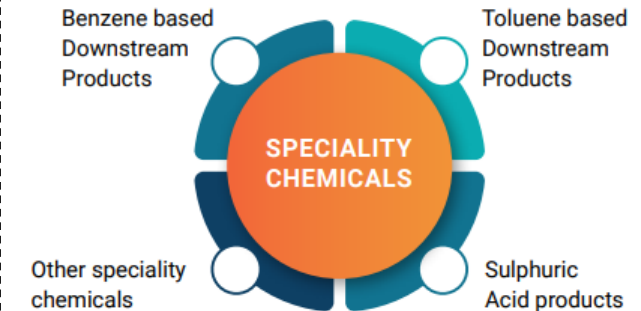 Benzene based
Downstream
Products
Toluene based
Downstream
Products
SPECIALITY
CHEMICALS
Other speciality
chemicals
Sulphuric
Acid products